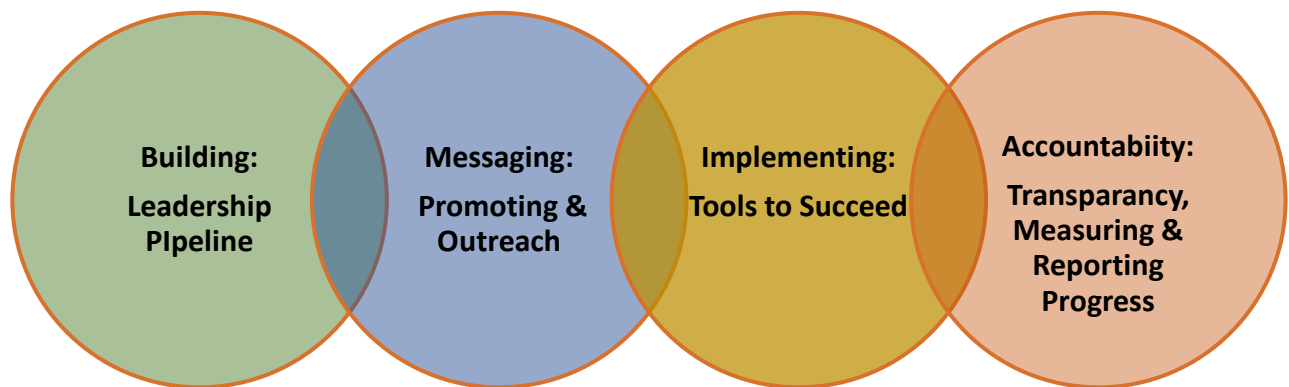 Building:
Leadership
PIpeline
Messaging:
Promoting &
Outreach
Implementing:
Tools to Succeed
Accountabiity:
Transparancy,
Measuring &
Reporting
Progress